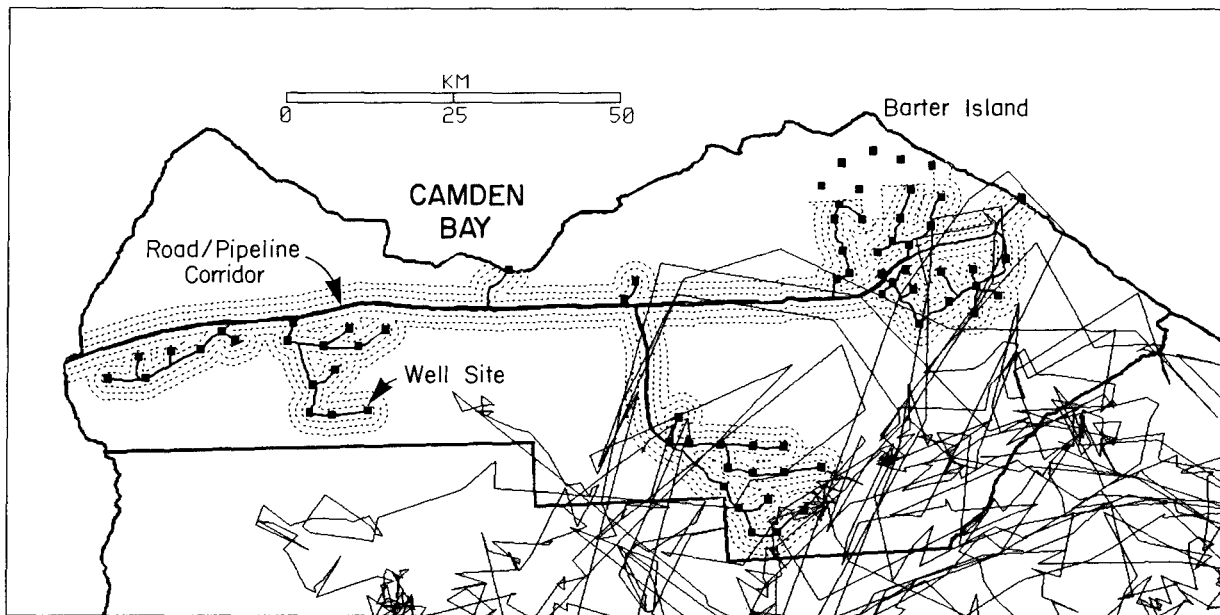 KM
0 25 50
Barter Island
CAMDEN
BAY
Road/Pipeline
Corridor
Well Site